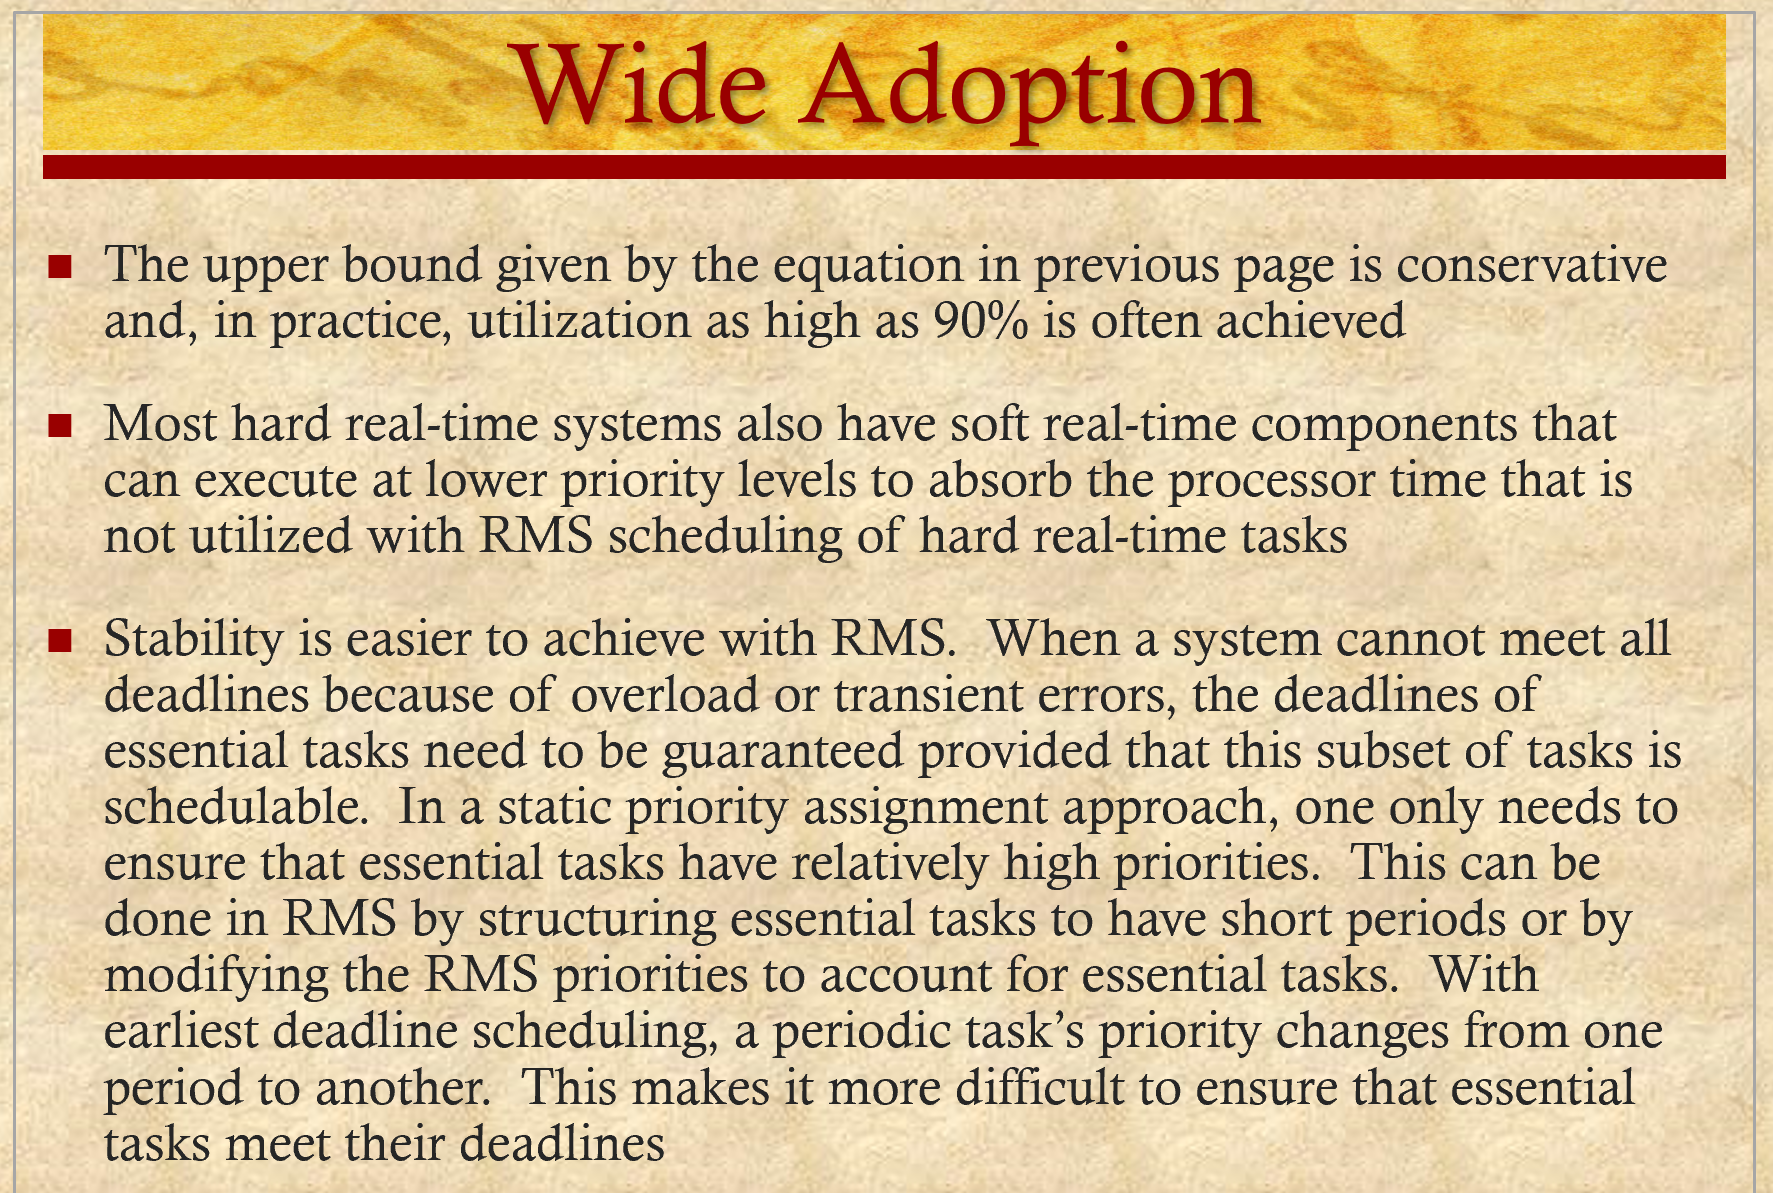 Wide Adoption
■ The upper bound given by the equation in previous page is conservative
and, in practice, utilization as high as 90% is often achieved
■ Most hard real-time systems also have soft real-time components that
can execute at lower priority levels to absorb the processor time that is
not utilized with RMS scheduling of hard real-time tasks
■ Stability is easier to achieve with RMS.  When a system cannot meet all
deadlines because of overload or transient errors, the deadlines of
essential tasks need to be guaranteed provided that this subset of tasks is
schedulable.  In a static priority assignment approach, one only needs to
ensure that essential tasks have relatively high priorities.  This can be
done in RMS by structuring essential tasks to have short periods or by
modifying the RMS priorities to account for essential tasks.  With
earliest deadline scheduling, a periodic task’s priority changes from one
period to another.  This makes it more difficult to ensure that essential
tasks meet their deadlines